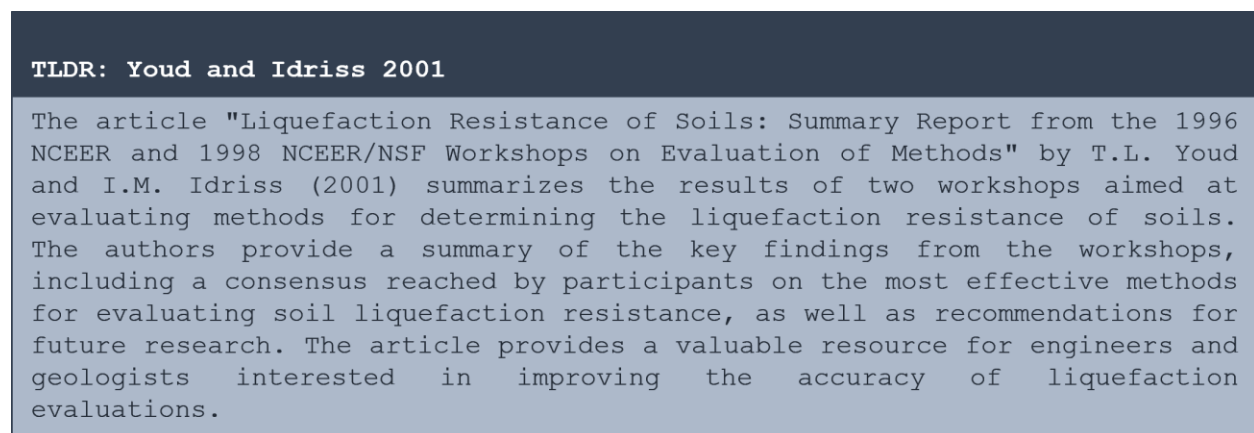 TLDR: Youd and Idriss 2001
The article "Liquefaction Resistance of Soils: Summary Report from the 1996
NCEER and 1998 NCEER/NSF Workshops on Evaluation of Methods" by T.L. Youd
and I.M. Idriss (2001) summarizes the results of two workshops aimed at
evaluating methods for determining the liquefaction resistance of soils.
The authors provide a summary of the key findings from the workshops,
including a consensus reached by participants on the most effective methods
for evaluating soil liquefaction resistance, as well as recommendations for
future research. The article provides a valuable resource for engineers and
geologists interested in improving the accuracy of liquefaction
evaluations.